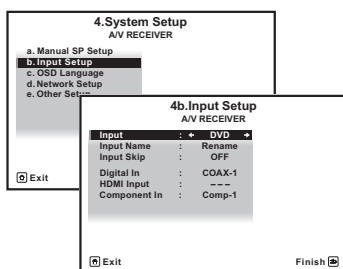 4.System Setup
A/V RECEIVER
a. Manual SP Setup
b. Input Setup
c. OSD Language
d. Network Setup
e. Other Setup
Exit
4b.Input Setup
A/V RECEIVER
Input : DVD
Input Name : Rename
Input Skip : OFF
Digital In : COAX-1
HDMI Input : – – –
Component In : Comp-1
Exit
Finish